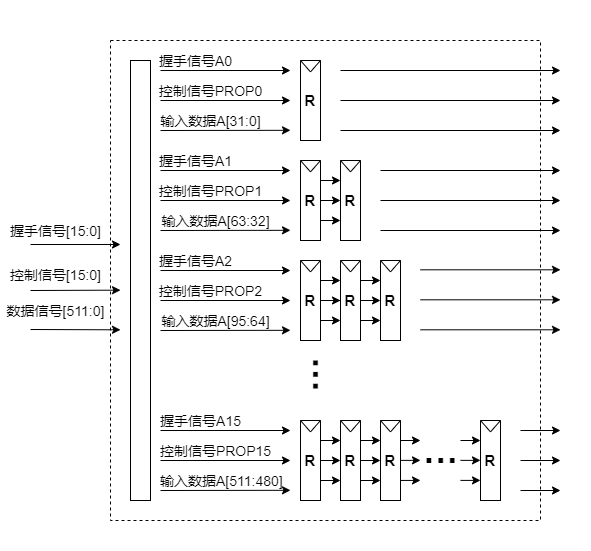 握手信号A0
控制信号PROP0
R
输入数据A[31:0]
握手信号A1
控制信号PROP1
R R
输入数据A[63:32]
握手信号[15:0]
握手信号A2
控制信号[15:0]
控制信号PROP2
R R R
数据信号[511:0]
输入数据A[95:64]
握手信号A15
控制信号PROP15
R R R R
输入数据A[511:480]